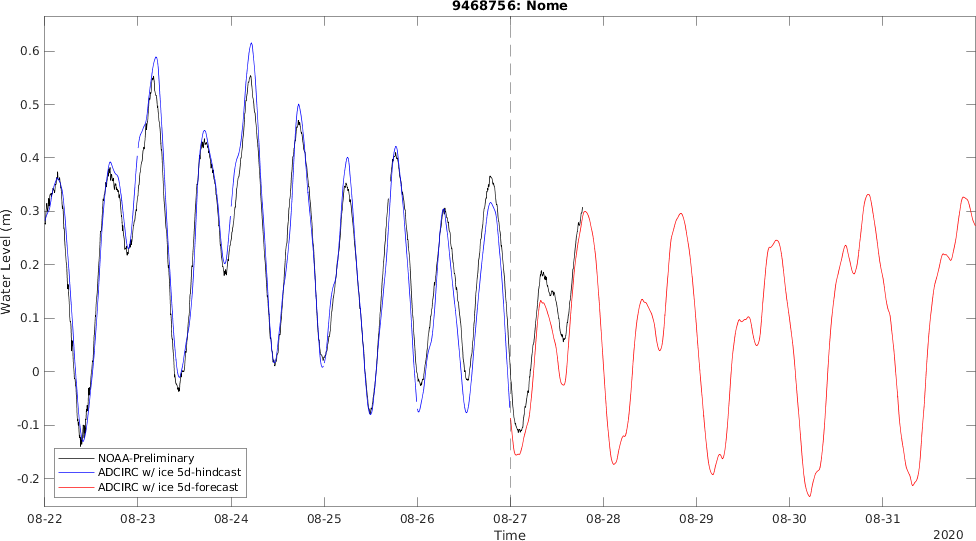 9468756: Nome
Water Level (m)
0.6
0.5
0.4
0.3
0.2
0.1
0
-0.1
-0.2
NOAA-Preliminary
ADCIRC w/ ice 5d-hindcast
ADCIRC w/ ice 5d-forecast
08-22 08-23 08-24 08-25 08-26 08-27 08-28 08-29 08-30 08-31
Time
2020